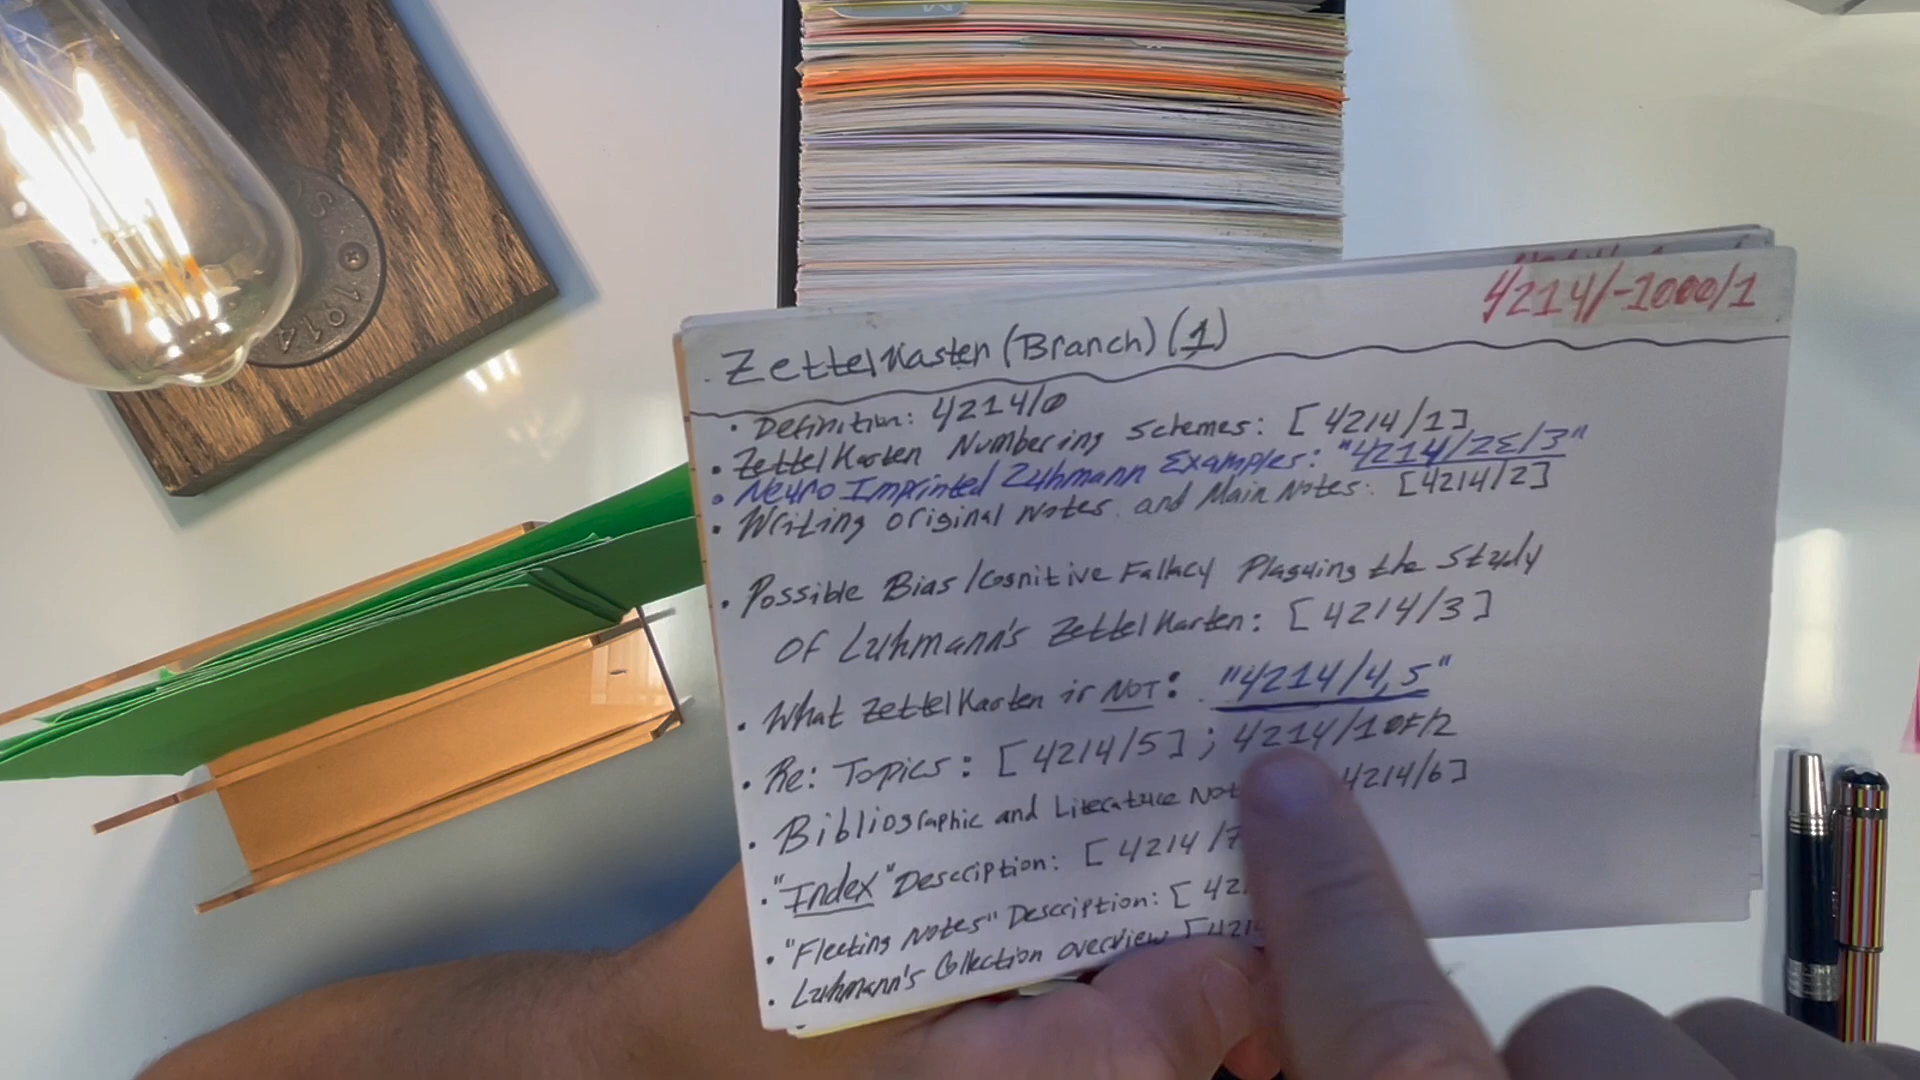 4214/-1000/1
Zettelkasten (Branch) (1)
• Definition: 4214/0
• Zettelkasten Numbering Schemes: [4214/1]
• Neuro Imprinted Luhmann Examples: "4214/2E/3"
• Writing Original Notes and Main Notes: [4214/2]
• Possible Bias/Cognitive Fallacy Plaguing the Study
of Luhmann's Zettelkasten: [4214/3]
• What Zettelkasten is NOT: "4214/4,5"
• Re: Topics: [4214/5]; 4214/1OF/2
• Bibliographic and Literature 4214/6]
• "Index" Description: [4214/7
• "Fleeting Notes" Description: [42
• Luhmann's Collection overview [421